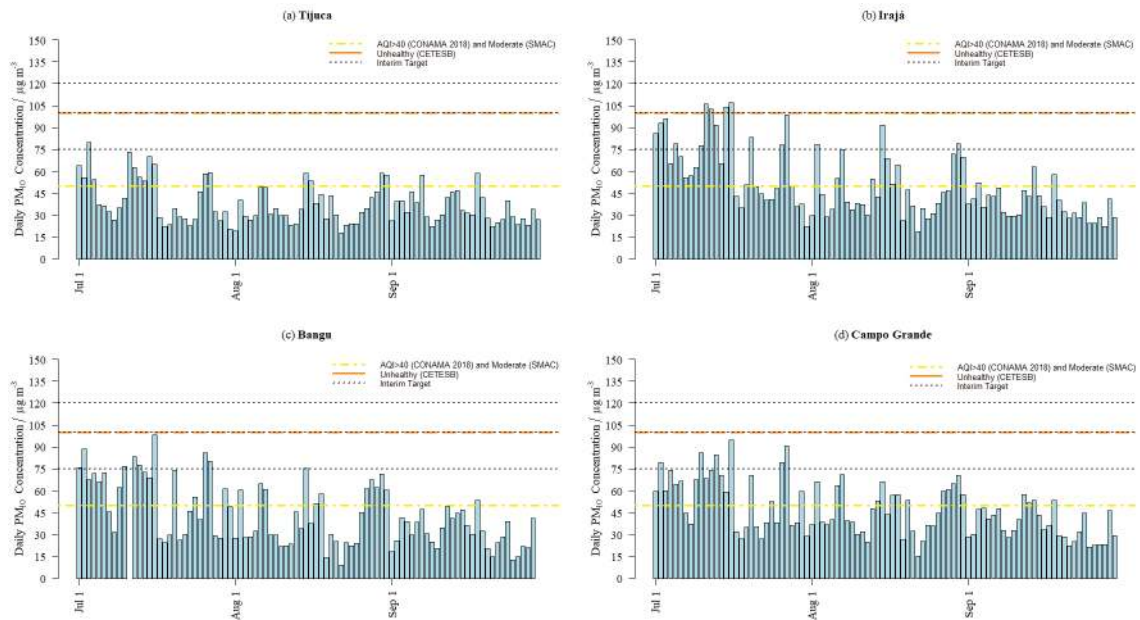 (a) Tijuca
Daily PM10 Concentration / μg m-3
150
135
120
105
90
75
60
45
30
15
0
AQI>40 (CONAMA 2018) and Moderate (SMAC)
Unhealthy (CETESB)
Interim Target
Jul 1
Aug 1
Sep 1
(b) Irajá
Daily PM10 Concentration / μg m-3
150
135
120
105
90
75
60
45
30
15
0
AQI>40 (CONAMA 2018) and Moderate (SMAC)
Unhealthy (CETESB)
Interim Target
Jul 1
Aug 1
Sep 1
(c) Bangu
Daily PM10 Concentration / μg m-3
150
135
120
105
90
75
60
45
30
15
0
AQI>40 (CONAMA 2018) and Moderate (SMAC)
Unhealthy (CETESB)
Interim Target
Jul 1
Aug 1
Sep 1
(d) Campo Grande
Daily PM10 Concentration / μg m-3
150
135
120
105
90
75
60
45
30
15
0
AQI>40 (CONAMA 2018) and Moderate (SMAC)
Unhealthy (CETESB)
Interim Target
Jul 1
Aug 1
Sep 1